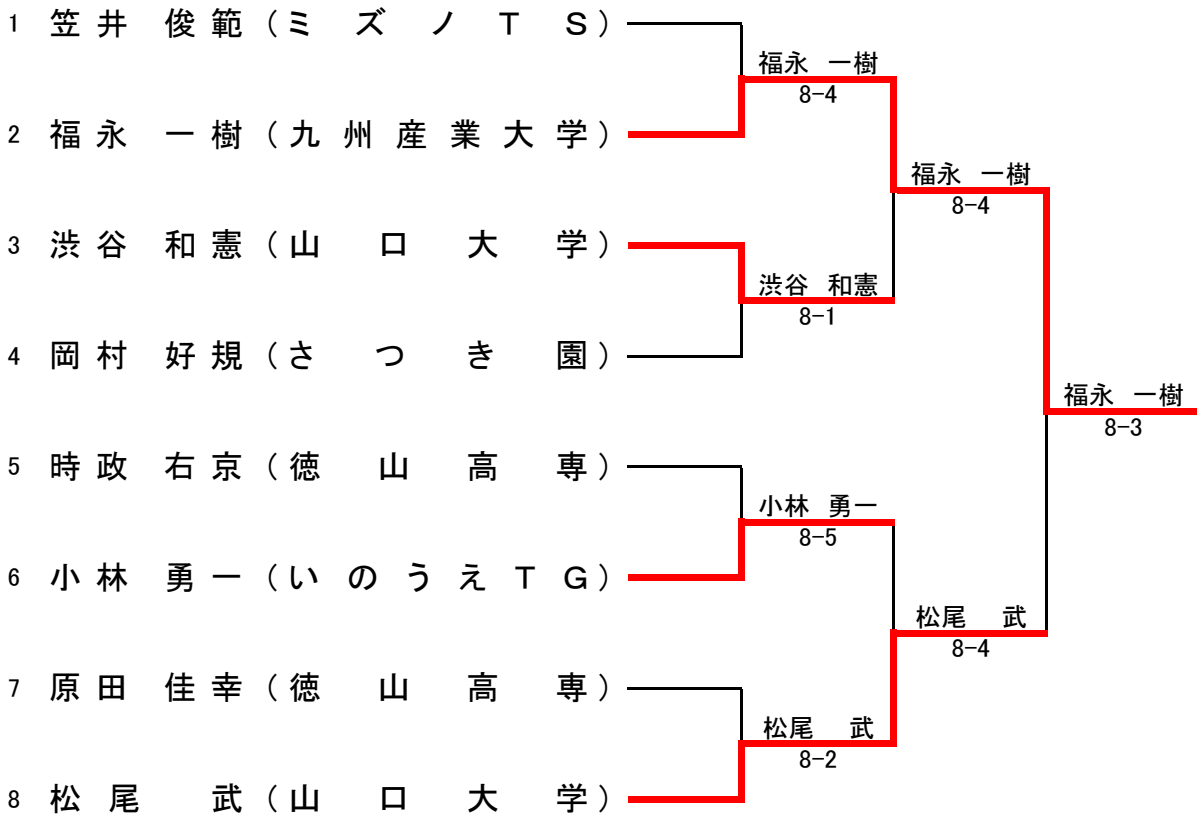 1 笠井 俊範（ミズノTS）
福永 一樹
8-4
2 福永 一樹（九州産業大学）
福永 一樹
8-4
3 渋谷 和憲（山口大学）
渋谷 和憲
8-1
4 岡村 好規（さつき園）
福永 一樹
8-3
5 時政 右京（徳山高専）
小林 勇一
8-5
6 小林 勇一（いのうえTG）
松尾 武
8-4
7 原田 佳幸（徳山高専）
松尾 武
8-2
8 松尾 武（山口大学）